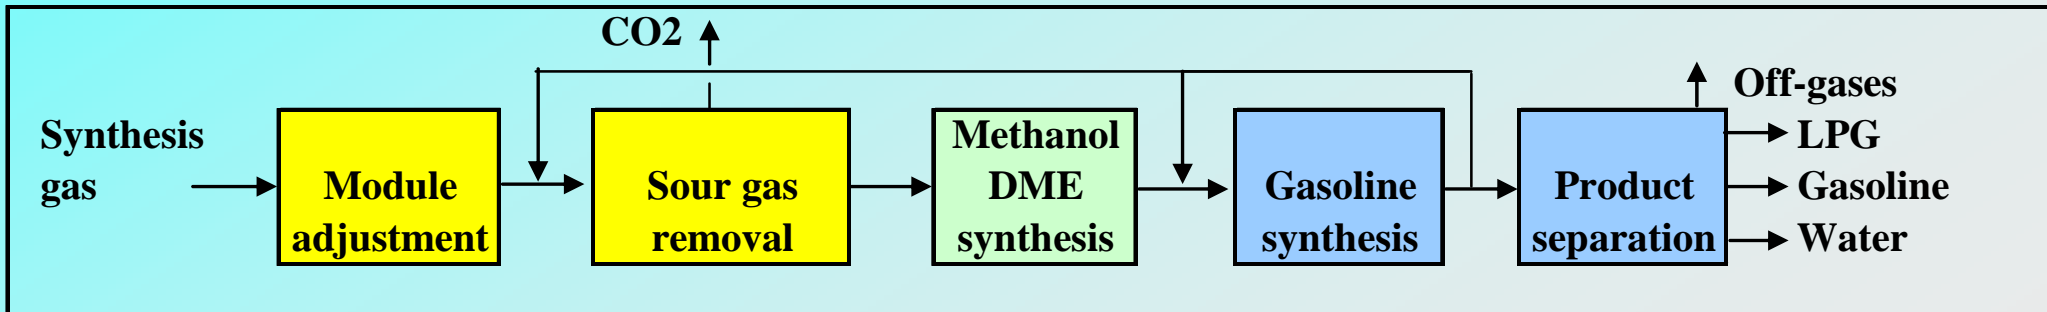 CO2
Synthesis
gas
Module
adjustment
Sour gas
removal
Methanol
DME
synthesis
Gasoline
synthesis
Product
separation
Off-gases
LPG
Gasoline
Water